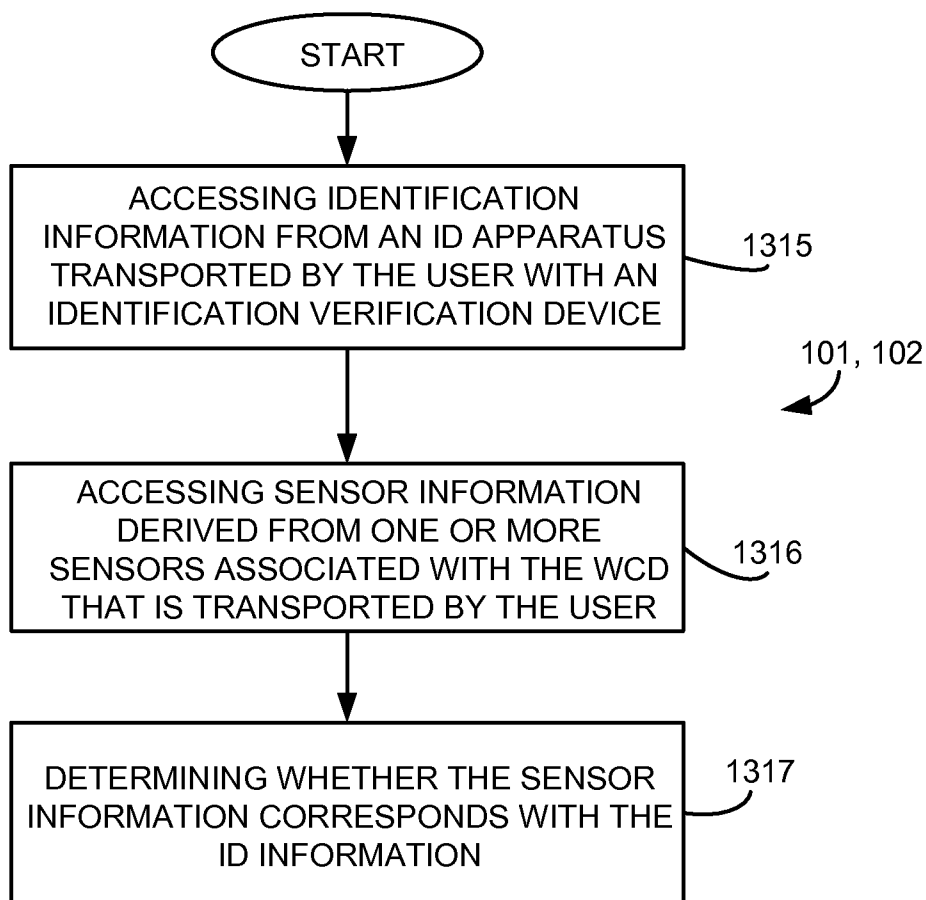 START
ACCESSING IDENTIFICATION
INFORMATION FROM AN ID APPARATUS
TRANSPORTED BY THE USER WITH AN
IDENTIFICATION VERIFICATION DEVICE
1315
101, 102
ACCESSING SENSOR INFORMATION
DERIVED FROM ONE OR MORE
SENSORS ASSOCIATED WITH THE WCD
THAT IS TRANSPORTED BY THE USER
1316
DETERMINING WHETHER THE SENSOR
INFORMATION CORRESPONDS WITH THE
ID INFORMATION
1317